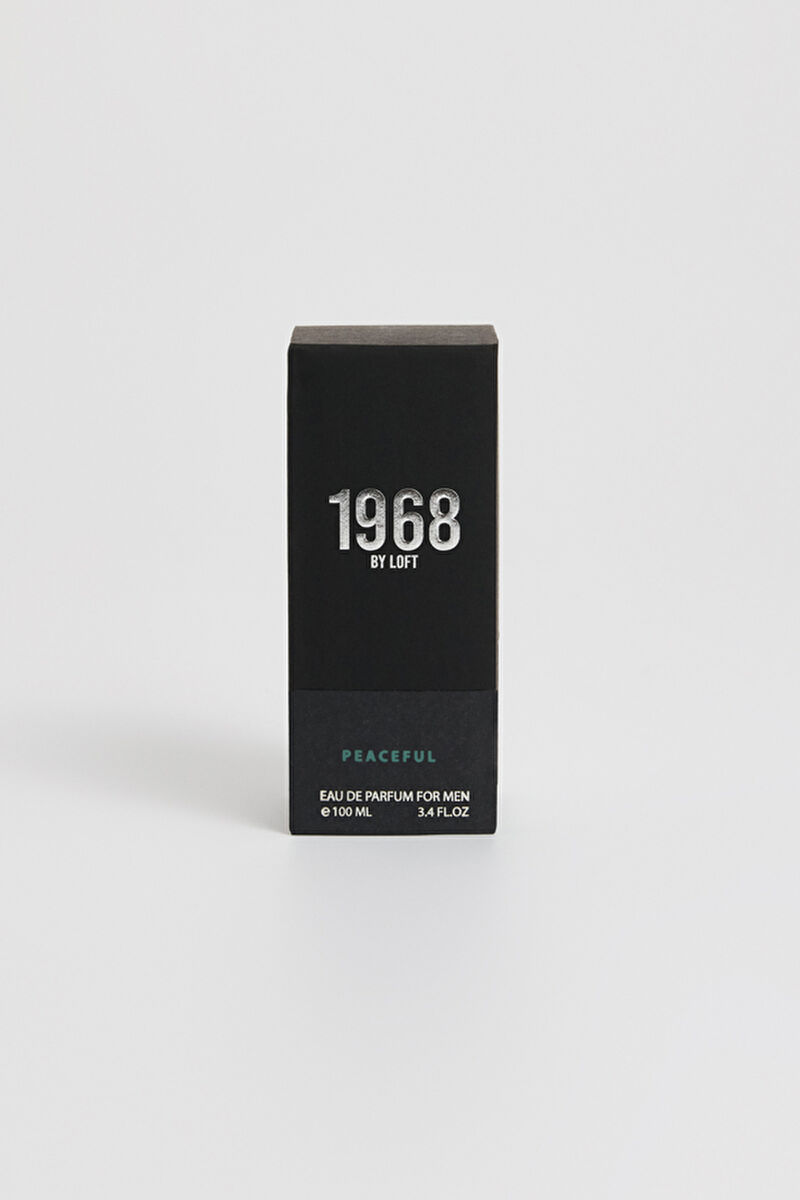 1968
BY LOFT
PEACEFUL
EAU DE PARFUM FOR MEN
℮ 100 ML 3.4 FL.OZ